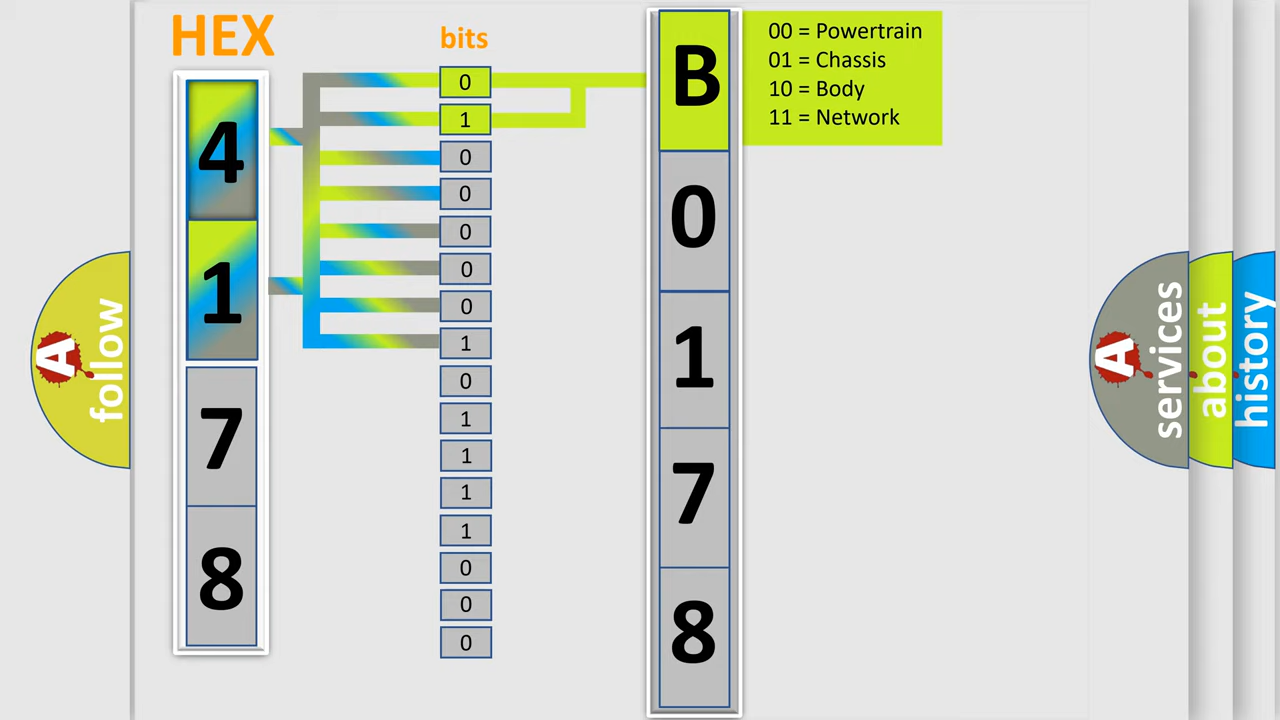 HEX
bits
4
1
7
8
0
1
0
0
0
0
0
1
0
1
1
1
1
0
0
0
B
0
1
7
8
00 = Powertrain
01 = Chassis
10 = Body
11 = Network
A
follow
A
services
about
history